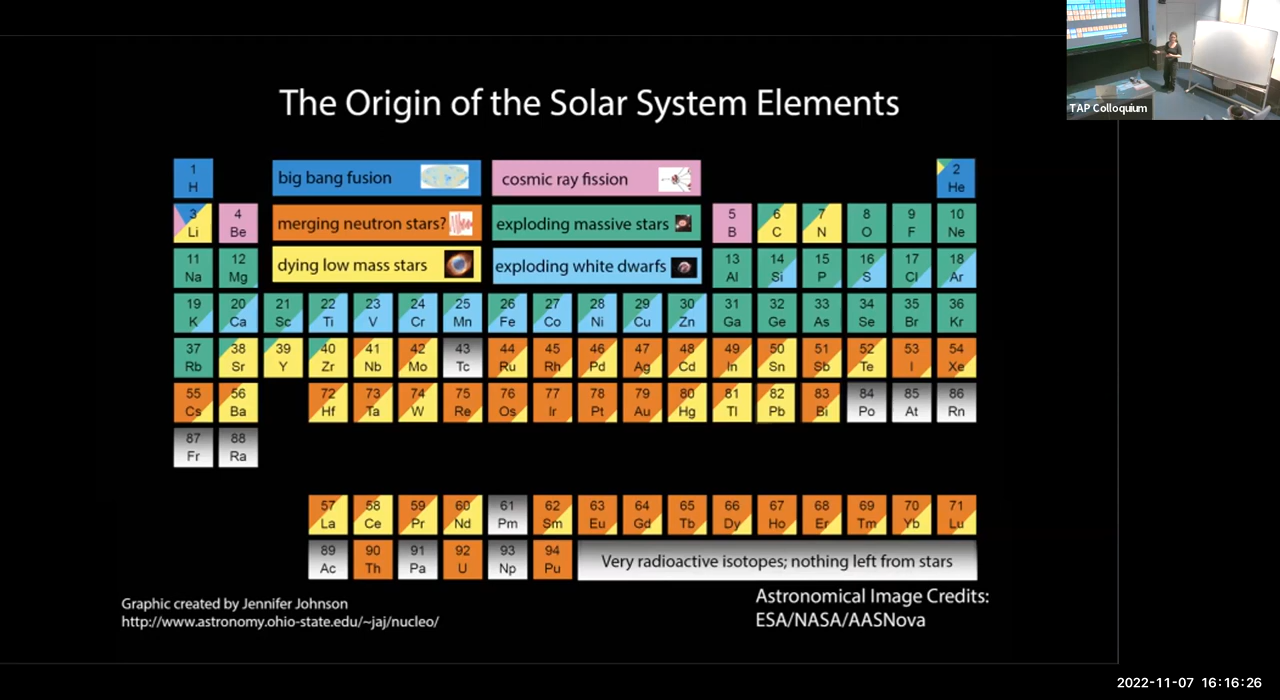 TAP Colloquium
The Origin of the Solar System Elements
1 H
big bang fusion
cosmic ray fission
2 He
3 Li
4 Be
merging neutron stars?
exploding massive stars
5 B
6 C
7 N
8 O
9 F
10 Ne
11 Na
12 Mg
dying low mass stars
exploding white dwarfs
13 Al
14 Si
15 P
16 S
17 Cl
18 Ar
19 K
20 Ca
21 Sc
22 Ti
23 V
24 Cr
25 Mn
26 Fe
27 Co
28 Ni
29 Cu
30 Zn
31 Ga
32 Ge
33 As
34 Se
35 Br
36 Kr
37 Rb
38 Sr
39 Y
40 Zr
41 Nb
42 Mo
43 Tc
44 Ru
45 Rh
46 Pd
47 Ag
48 Cd
49 In
50 Sn
51 Sb
52 Te
53 I
54 Xe
55 Cs
56 Ba
72 Hf
73 Ta
74 W
75 Re
76 Os
77 Ir
78 Pt
79 Au
80 Hg
81 Tl
82 Pb
83 Bi
84 Po
85 At
86 Rn
87 Fr
88 Ra
57 La
58 Ce
59 Pr
60 Nd
61 Pm
62 Sm
63 Eu
64 Gd
65 Tb
66 Dy
67 Ho
68 Er
69 Tm
70 Yb
71 Lu
89 Ac
90 Th
91 Pa
92 U
93 Np
94 Pu
Very radioactive isotopes; nothing left from stars
Graphic created by Jennifer Johnson
http://www.astronomy.ohio-state.edu/~jaj/nucleo/
Astronomical Image Credits:
ESA/NASA/AASNova
2022-11-07 16:16:26